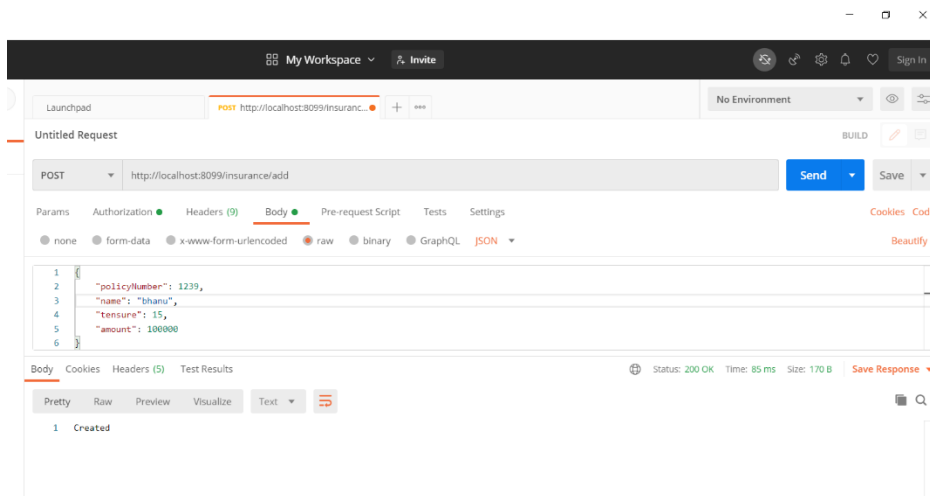 My Workspace Invite Sign In
Launchpad POST http://localhost:8099/insuranc... No Environment
Untitled Request BUILD
POST http://localhost:8099/insurance/add Send Save
Params Authorization Headers (9) Body Pre-request Script Tests Settings Cookies Cod
none form-data x-www-form-urlencoded raw binary GraphQL JSON Beautify
1 {
2 "policyNumber": 1239,
3 "name": "bhanu",
4 "tensure": 15,
5 "amount": 100000
6 }
Body Cookies Headers (5) Test Results Status: 200 OK Time: 85 ms Size: 170 B Save Response
Pretty Raw Preview Visualize Text
1 Created